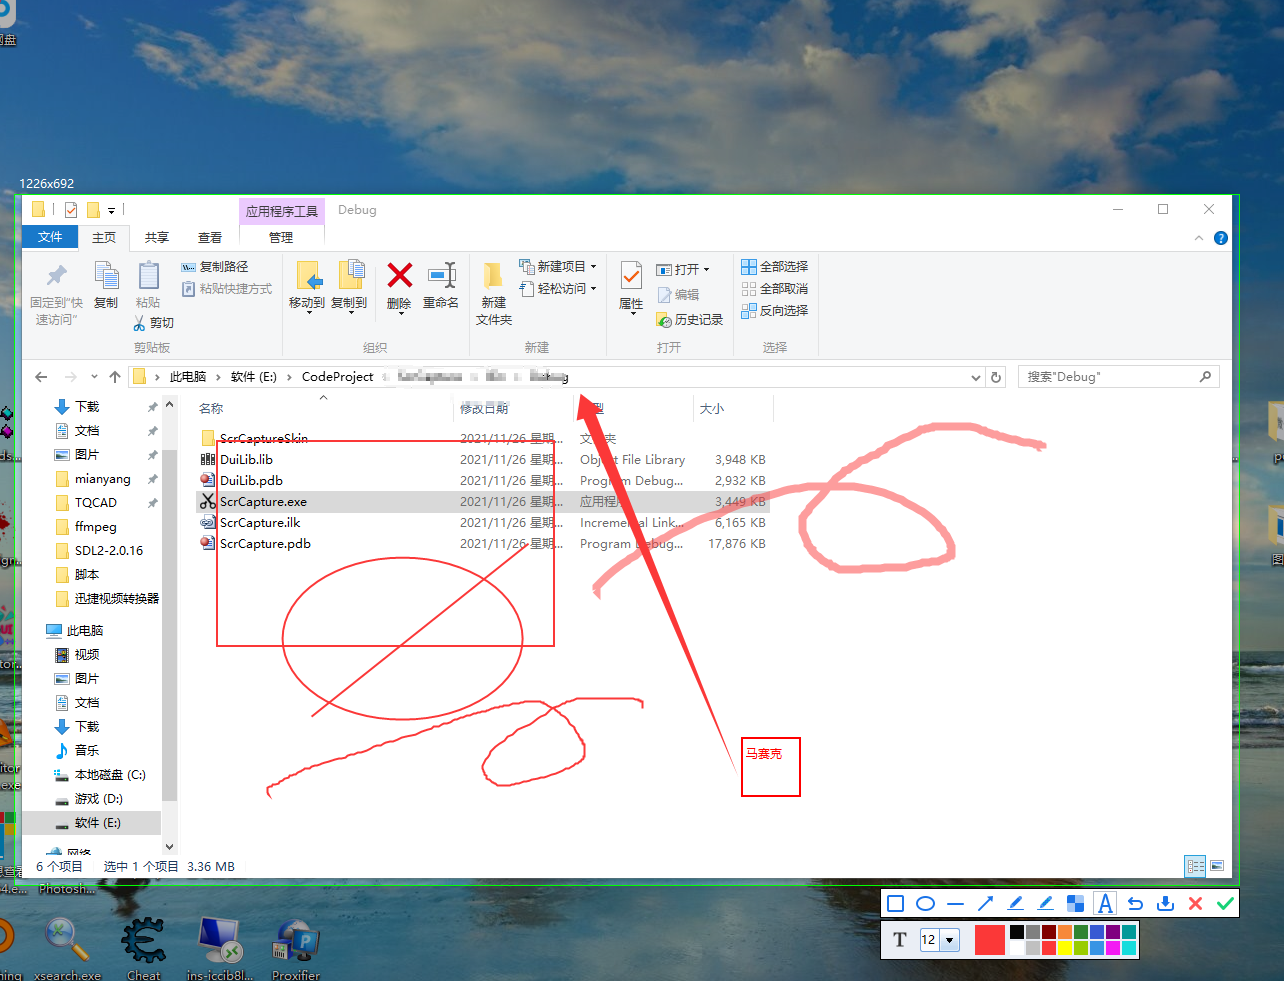 网盘
1226x692
应用程序工具
Debug
文件
主页
共享
查看
管理
固定到“快
速访问”
复制
粘贴
复制路径
粘贴快捷方式
剪切
剪贴板
移动到
复制到
删除
重命名
组织
新建
文件夹
新建项目
轻松访问
新建
属性
打开
编辑
历史记录
打开
全部选择
全部取消
反向选择
选择
此电脑 › 软件 (E:) › CodeProject
搜索"Debug"
名称
修改日期
型
大小
ScrCaptureSkin 2021/11/26 星期... 文件夹
DuiLib.lib 2021/11/26 星期... Object File Library 3,948 KB
DuiLib.pdb 2021/11/26 星期... Program Debug... 2,932 KB
ScrCapture.exe 2021/11/26 星期... 应用程序 3,449 KB
ScrCapture.ilk 2021/11/26 星期... Incremental Link... 6,165 KB
ScrCapture.pdb 2021/11/26 星期... Program Debug... 17,876 KB
下载
文档
图片
mianyang
TQCAD
ffmpeg
SDL2-2.0.16
脚本
迅捷视频转换器
此电脑
视频
图片
文档
下载
音乐
本地磁盘 (C:)
游戏 (D:)
软件 (E:)
网络
马赛克
6 个项目 选中 1 个项目 3.36 MB
Photosh...
A
T
12
xsearch.exe
Cheat
ins-iccib8l...
Proxifier